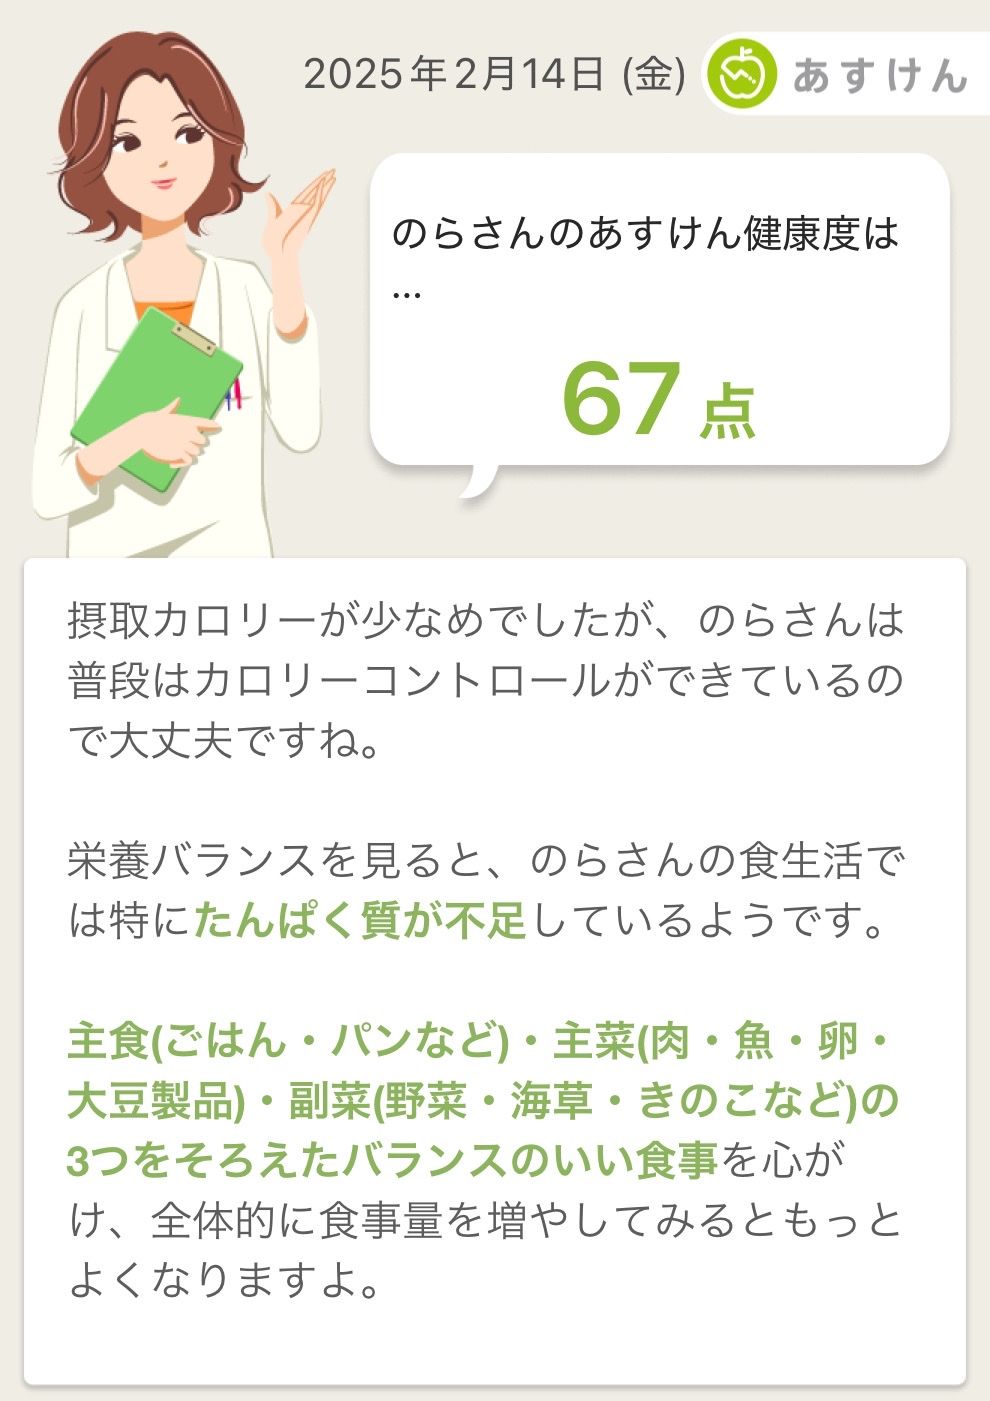 2025年2月14日 (金)
あすけん
のらさんのあすけん健康度は
…
67点
摂取カロリーが少なめでしたが、のらさんは
普段はカロリーコントロールができているの
で大丈夫ですね。
栄養バランスを見ると、のらさんの食生活で
は特にたんぱく質が不足しているようです。
主食(ごはん・パンなど)・主菜(肉・魚・卵・
大豆製品)・副菜(野菜・海草・きのこなど)の
3つをそろえたバランスのいい食事を心が
け、全体的に食事量を増やしてみるともっと
よくなりますよ。